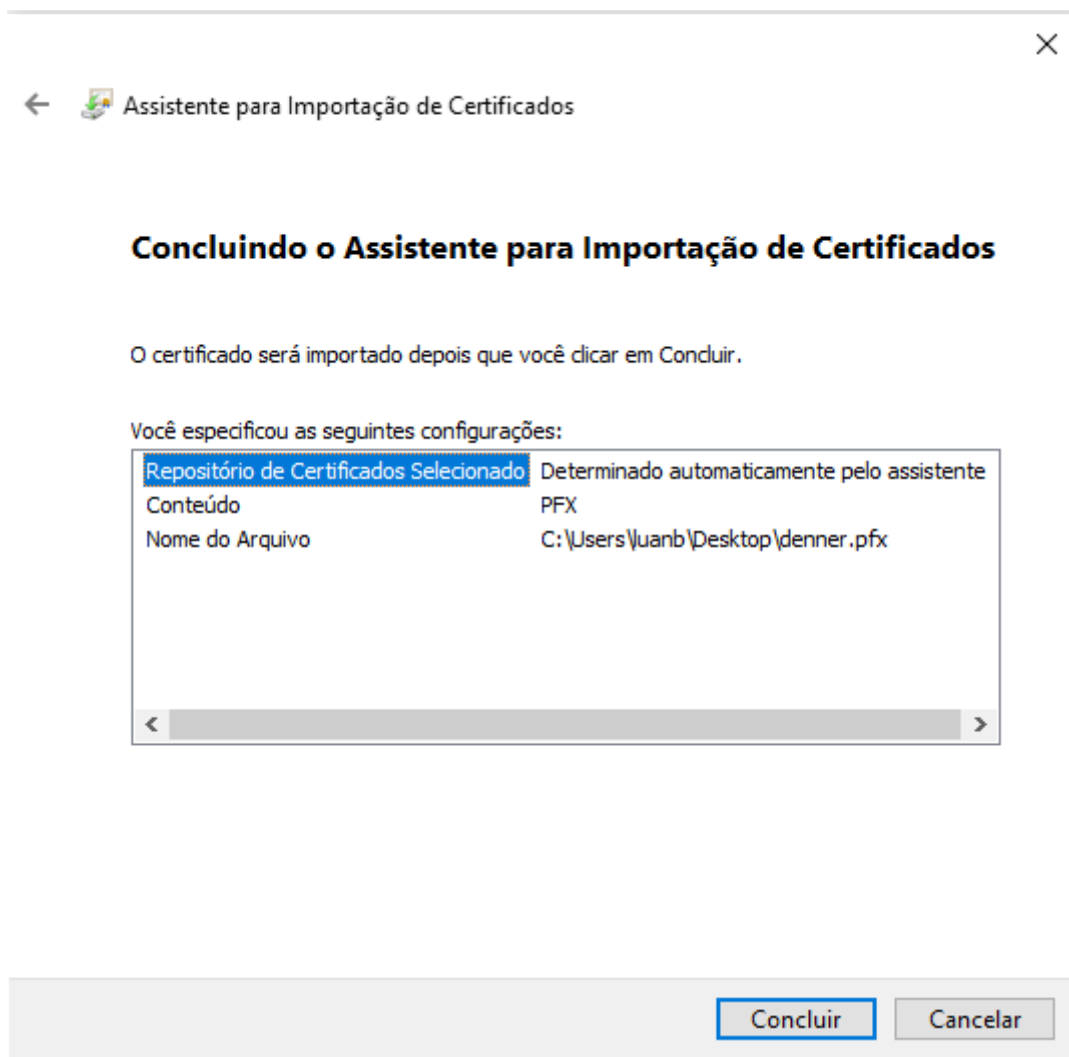 Assistente para Importação de Certificados
Concluindo o Assistente para Importação de Certificados
O certificado será importado depois que você clicar em Concluir.
Você especificou as seguintes configurações:
Repositório de Certificados Selecionado Determinado automaticamente pelo assistente
Conteúdo PFX
Nome do Arquivo C:\Users\luanb\Desktop\denner.pfx
Concluir Cancelar